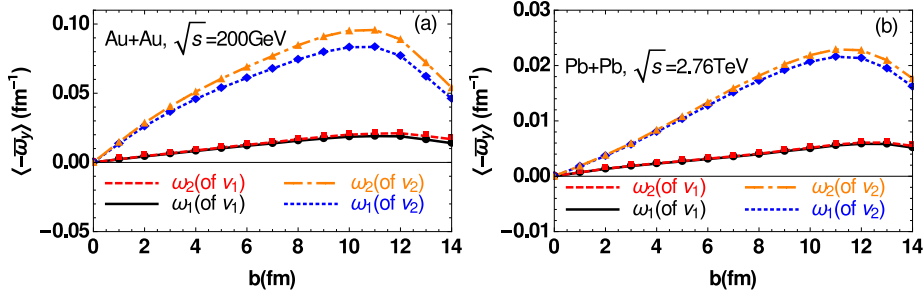 (a)
Au+Au, √s=200GeV
⟨-ϖ̅y⟩ (fm⁻¹)
0.10
0.05
0.00
-0.05
ω₂(of v₁)
ω₂(of v₂)
ω₁(of v₁)
ω₁(of v₂)
0 2 4 6 8 10 12 14
b(fm)
(b)
Pb+Pb, √s=2.76TeV
⟨-ϖ̅y⟩ (fm⁻¹)
0.03
0.02
0.01
0.00
-0.01
ω₂(of v₁)
ω₂(of v₂)
ω₁(of v₁)
ω₁(of v₂)
0 2 4 6 8 10 12 14
b(fm)